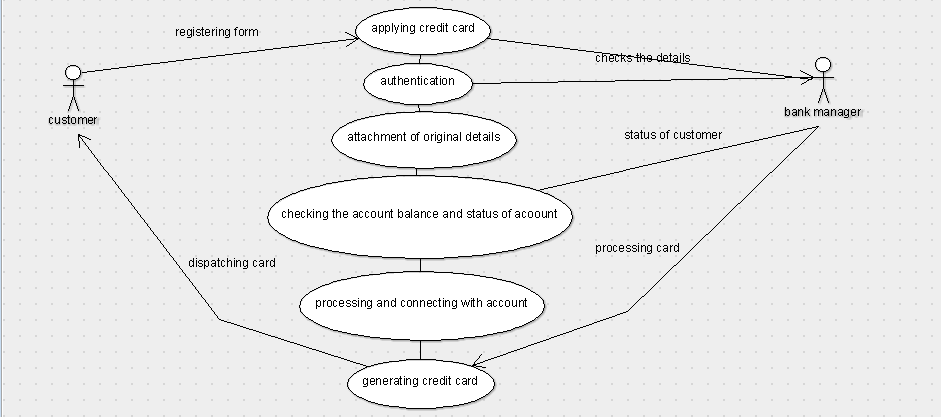 applying credit card
registering form
checks the details
authentication
customer
bank manager
attachment of original details
status of customer
checking the account balance and status of acoount
processing card
dispatching card
processing and connecting with account
generating credit card